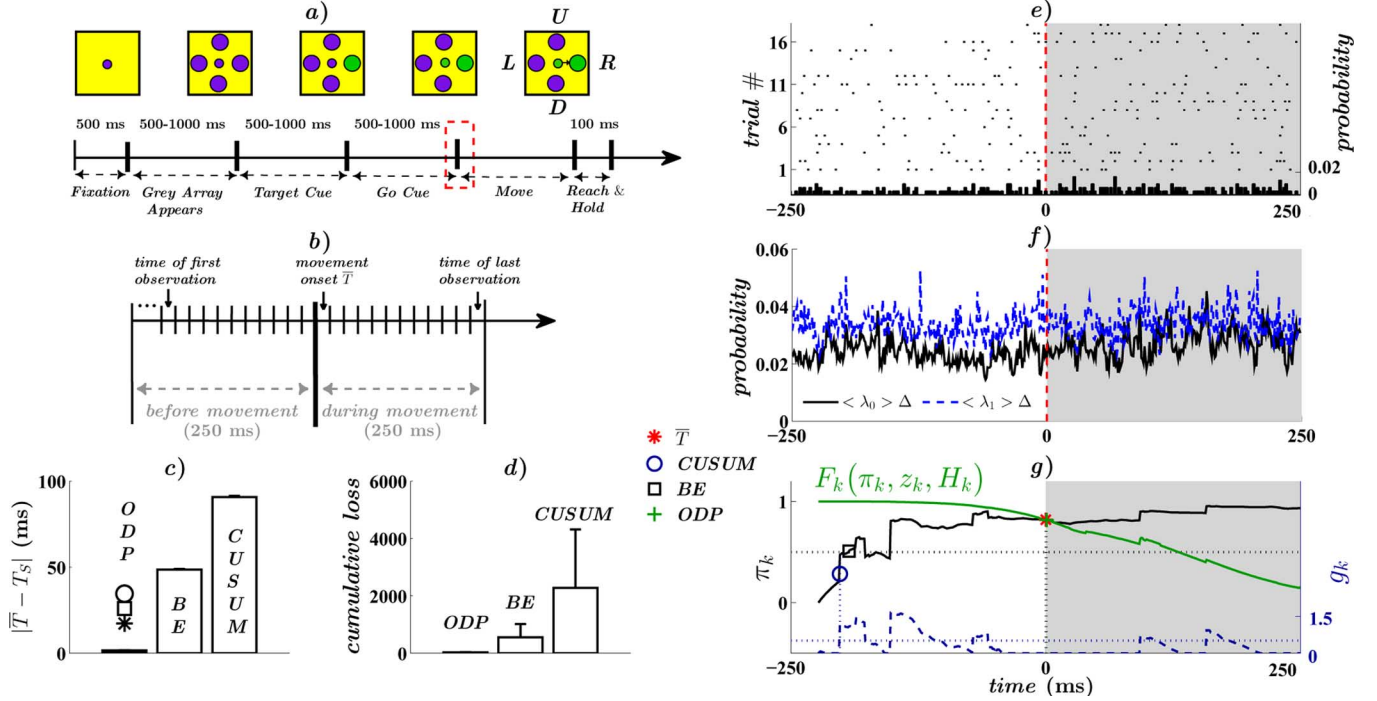 a)
U
L
R
D
500 ms
500-1000 ms
500-1000 ms
500-1000 ms
100 ms
Fixation
Grey Array
Appears
Target Cue
Go Cue
Move
Reach &
Hold
b)
time of first
observation
movement
onset T̅
time of last
observation
before movement
(250 ms)
during movement
(250 ms)
c)
100
50
0
|T̅ − T_S| (ms)
O
D
P
B
E
C
U
S
U
M
d)
6000
4000
2000
0
cumulative loss
ODP
BE
CUSUM
T̅
CUSUM
BE
ODP
e)
16
11
6
1
trial #
probability
0.02
0
−250
0
250
f)
0.06
0.04
0.02
0
probability
< λ₀ > Δ
< λ₁ > Δ
−250
0
250
g)
F_k(π_k, z_k, H_k)
1
0
π_k
g_k
1.5
0
−250
0
250
time (ms)